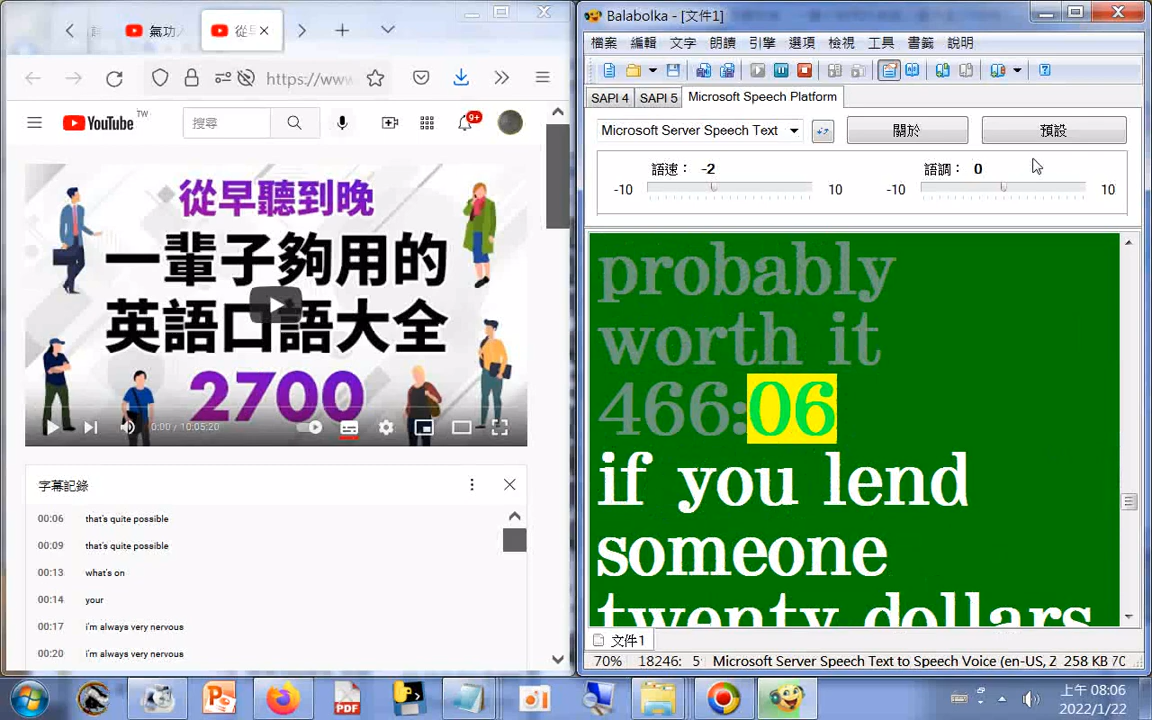 氣功
從
https://www
YouTube TW
搜尋
9+
從早聽到晚
一輩子夠用的
英語口語大全
2700
0:00 / 10:05:20
字幕記錄
00:06 that's quite possible
00:09 that's quite possible
00:13 what's on
00:14 your
00:17 i'm always very nervous
00:20 i'm always very nervous
Balabolka - [文件1]
檔案 編輯 文字 朗讀 引擎 選項 檢視 工具 書籤 說明
SAPI 4 SAPI 5 Microsoft Speech Platform
Microsoft Server Speech Text 關於 預設
語速： -2 語調： 0
-10 10 -10 10
probably
worth it
466:06
if you lend
someone
twenty dollars
文件1
70% 18246: 5 Microsoft Server Speech Text to Speech Voice (en-US, Z 258 KB 70
PDF
上午 08:06
2022/1/22